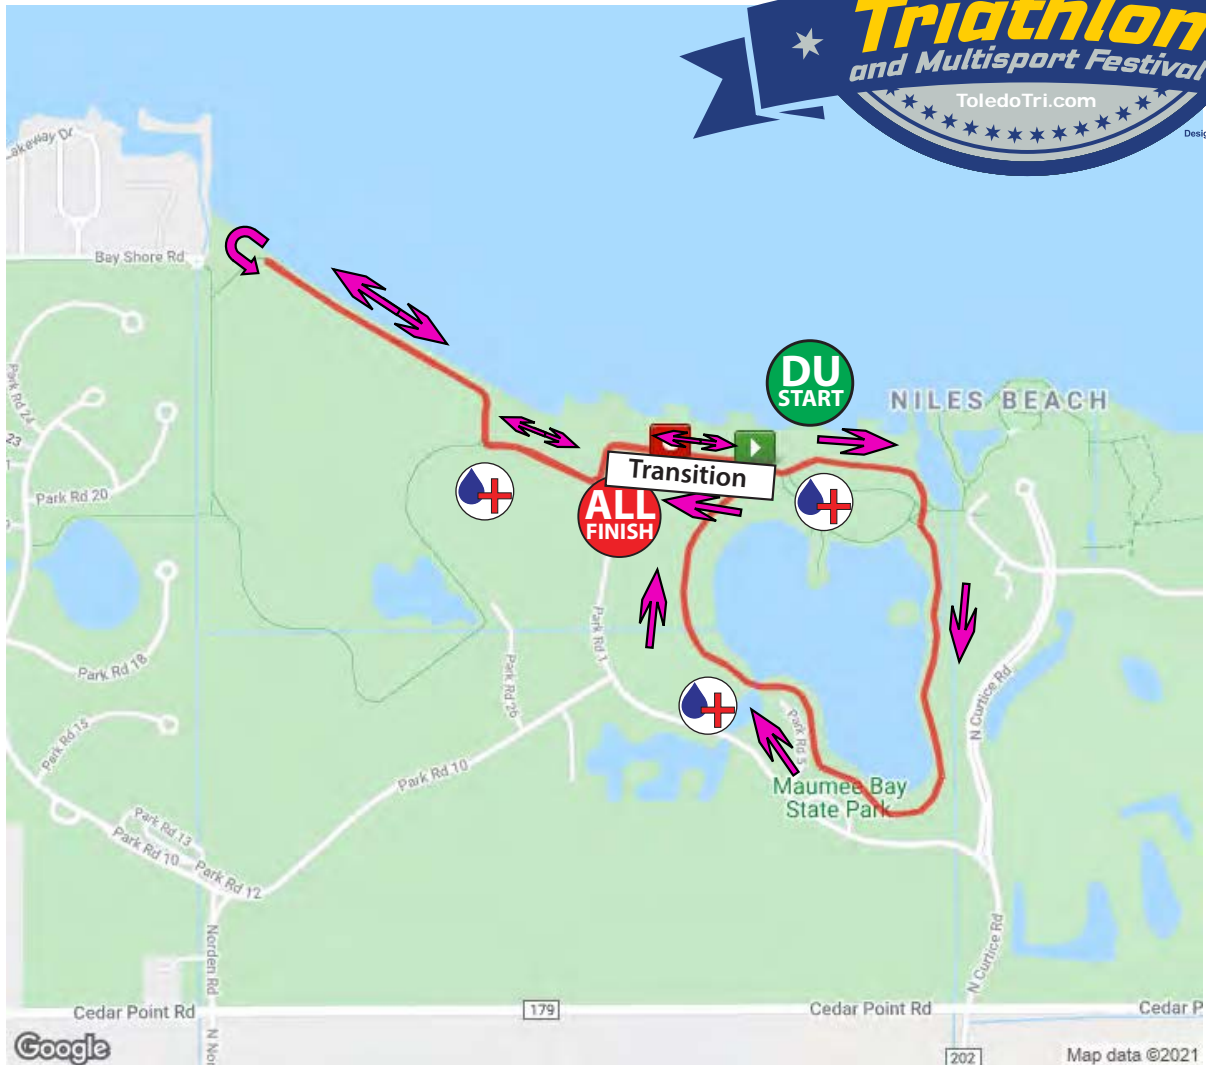 Triathlon
and Multisport Festival
ToledoTri.com
Lakeway Dr
Bay Shore Rd
DU
START
NILES BEACH
Park Rd 24
23
Park Rd 20
Transition
ALL
FINISH
Park Rd 1
Park Rd 18
Park Rd 26
N Curtice Rd
Park Rd 15
Park Rd 5
Park Rd 10
Maumee Bay
State Park
Park Rd 13
Park Rd 10
Park Rd 12
Norden Rd
N Curtice Rd
Cedar Point Rd
179
Cedar Point Rd
Cedar P
Google
N Nor
202
Map data ©2021